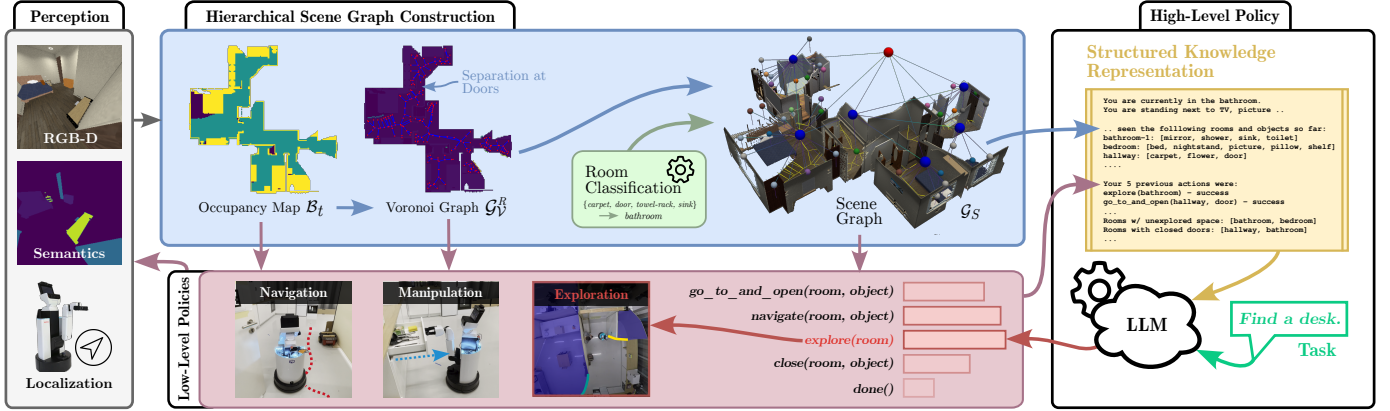 Perception
RGB-D
Semantics
Localization
Hierarchical Scene Graph Construction
Separation at
Doors
Occupancy Map 𝓑ₜ
Voronoi Graph 𝓖ᴿ𝒱
Room
Classification
{carpet, door, towel-rack, sink}
bathroom
Scene
Graph
𝓖S
Low-Level Policies
Navigation
Manipulation
Exploration
go_to_and_open(room, object)
navigate(room, object)
explore(room)
close(room, object)
done()
High-Level Policy
Structured Knowledge
Representation
You are currently in the bathroom.
You are standing next to TV, picture ..
.. seen the folllowing rooms and objects so far:
bathroom-1: [mirror, shower, sink, toilet]
bedroom: [bed, nightstand, picture, pillow, shelf]
hallway: [carpet, flower, door]
....
Your 5 previous actions were:
explore(bathroom) - success
go_to_and_open(hallway, door) - success
...
Rooms w/ unexplored space: [bathroom, bedroom]
Rooms with closed doors: [hallway, bathroom]
...
LLM
Find a desk.
Task